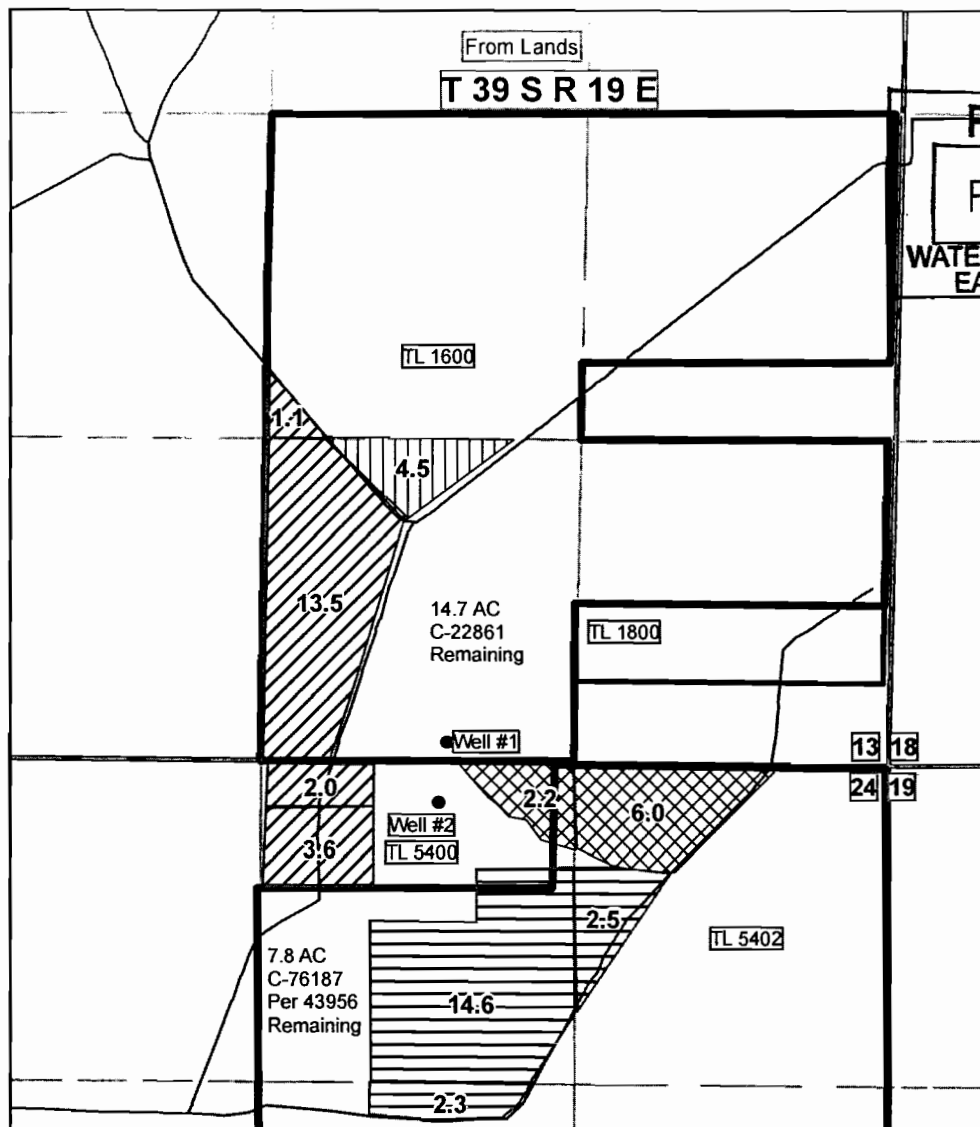 From Lands
T 39 S R 19 E
TL 1600
1.1
4.5
13.5
14.7 AC
C-22861
Remaining
TL 1800
Well #1
13 18
24 19
2.0
2.2
6.0
Well #2
3.6
TL 5400
2.5
TL 5402
7.8 AC
C-76187
Per 43956
Remaining
14.6
2.3